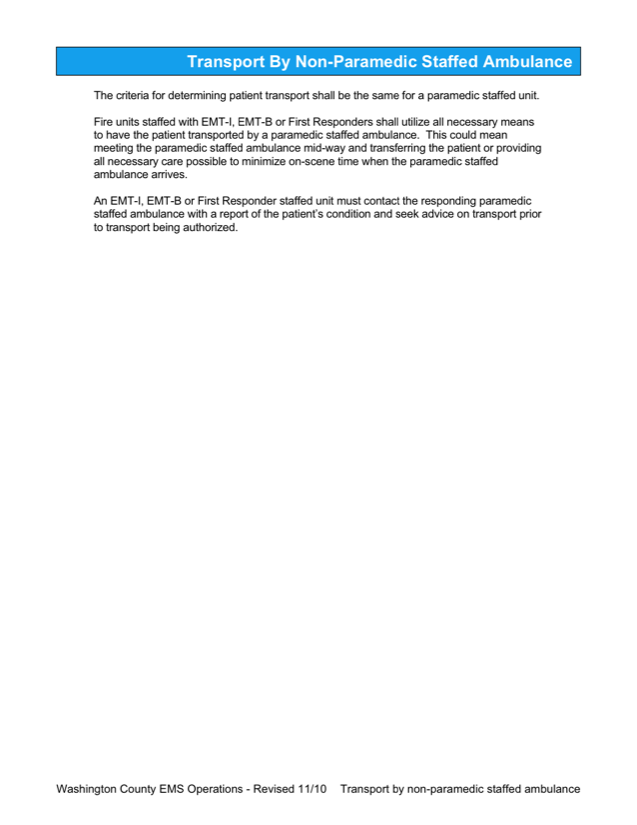 Transport By Non-Paramedic Staffed Ambulance
The criteria for determining patient transport shall be the same for a paramedic staffed unit.
Fire units staffed with EMT-I, EMT-B or First Responders shall utilize all necessary means
to have the patient transported by a paramedic staffed ambulance.  This could mean
meeting the paramedic staffed ambulance mid-way and transferring the patient or providing
all necessary care possible to minimize on-scene time when the paramedic staffed
ambulance arrives.
An EMT-I, EMT-B or First Responder staffed unit must contact the responding paramedic
staffed ambulance with a report of the patient's condition and seek advice on transport prior
to transport being authorized.
Washington County EMS Operations - Revised 11/10    Transport by non-paramedic staffed ambulance